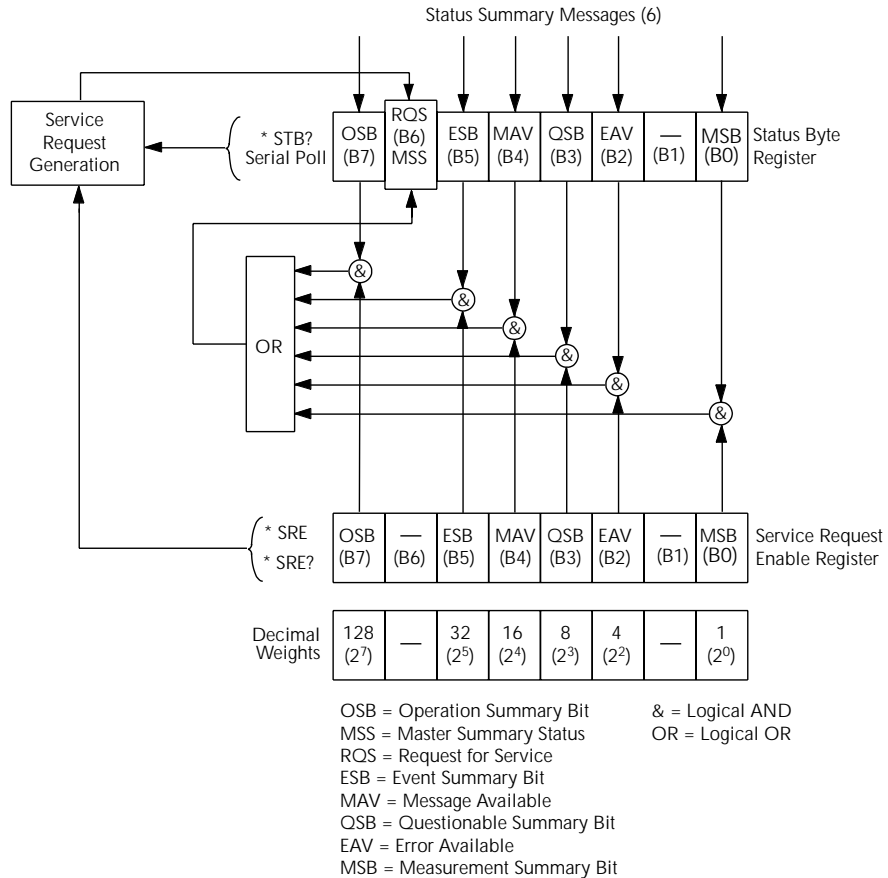 Status Summary Messages (6)
Service
Request
Generation
* STB?
Serial Poll
OSB
(B7)
RQS
(B6)
MSS
ESB
(B5)
MAV
(B4)
QSB
(B3)
EAV
(B2)
—
(B1)
MSB
(B0)
Status Byte
Register
&
&
&
&
&
&
OR
* SRE
* SRE?
OSB
(B7)
—
(B6)
ESB
(B5)
MAV
(B4)
QSB
(B3)
EAV
(B2)
—
(B1)
MSB
(B0)
Service Request
Enable Register
Decimal
Weights
128
(2⁷)
—
32
(2⁵)
16
(2⁴)
8
(2³)
4
(2²)
—
1
(2⁰)
OSB = Operation Summary Bit
MSS = Master Summary Status
RQS = Request for Service
ESB = Event Summary Bit
MAV = Message Available
QSB = Questionable Summary Bit
EAV = Error Available
MSB = Measurement Summary Bit
& = Logical AND
OR = Logical OR